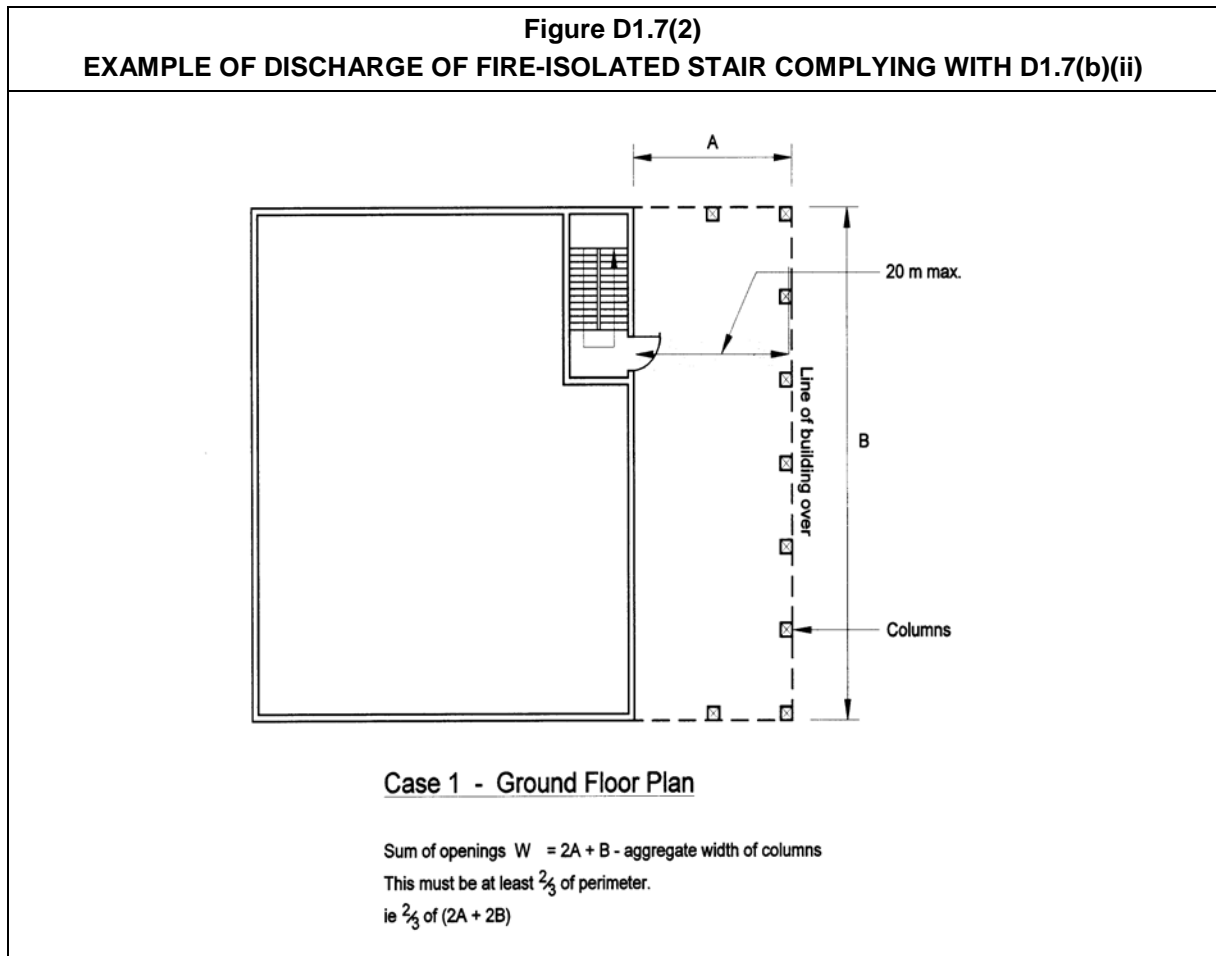 Figure D1.7(2)
EXAMPLE OF DISCHARGE OF FIRE-ISOLATED STAIR COMPLYING WITH D1.7(b)(ii)
A
20 m max.
Line of building over
B
Columns
Case 1 - Ground Floor Plan
Sum of openings W = 2A + B - aggregate width of columns
This must be at least ⅔ of perimeter.
ie ⅔ of (2A + 2B)